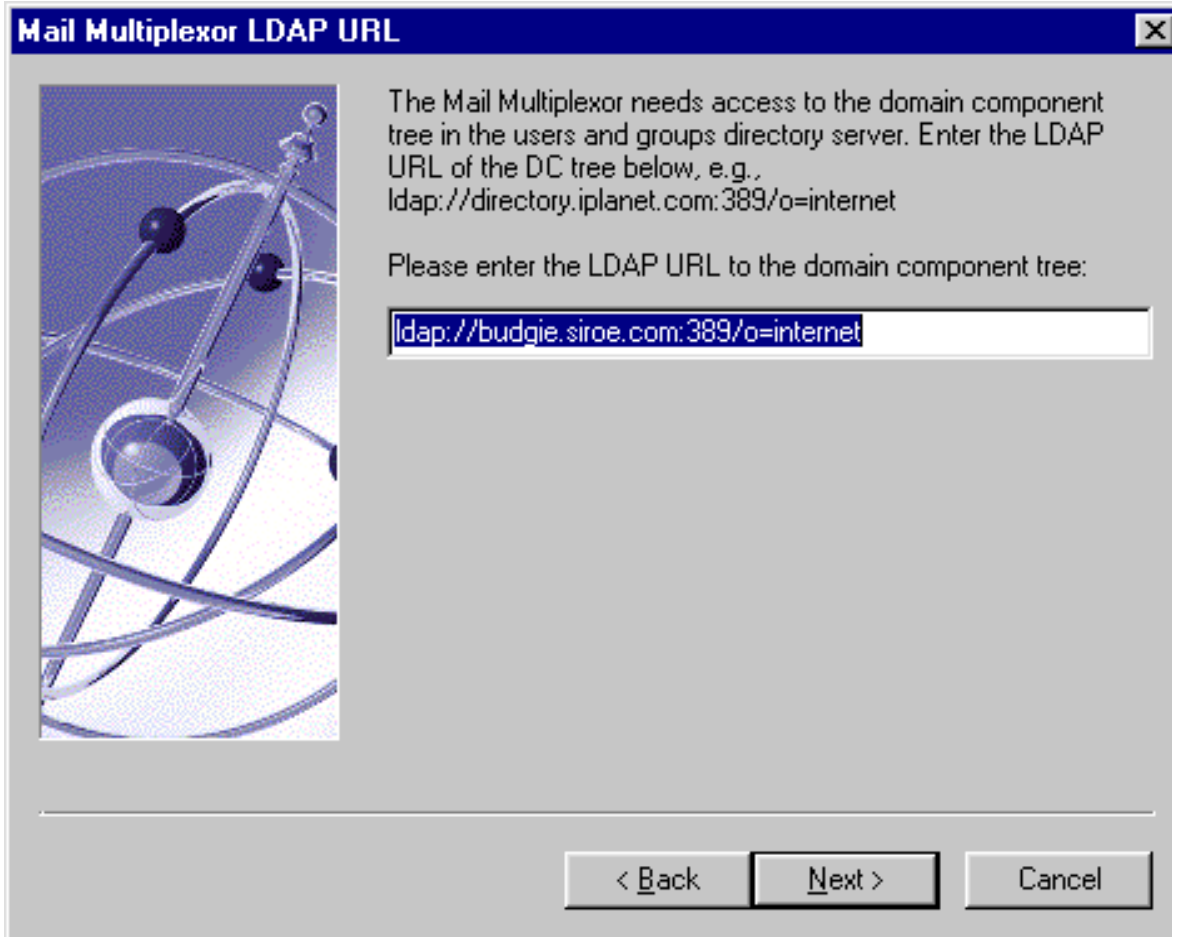 Mail Multiplexor LDAP URL
The Mail Multiplexor needs access to the domain component
tree in the users and groups directory server. Enter the LDAP
URL of the DC tree below, e.g.,
ldap://directory.iplanet.com:389/o=internet
Please enter the LDAP URL to the domain component tree:
ldap://budgie.siroe.com:389/o=internet
< Back
Next >
Cancel